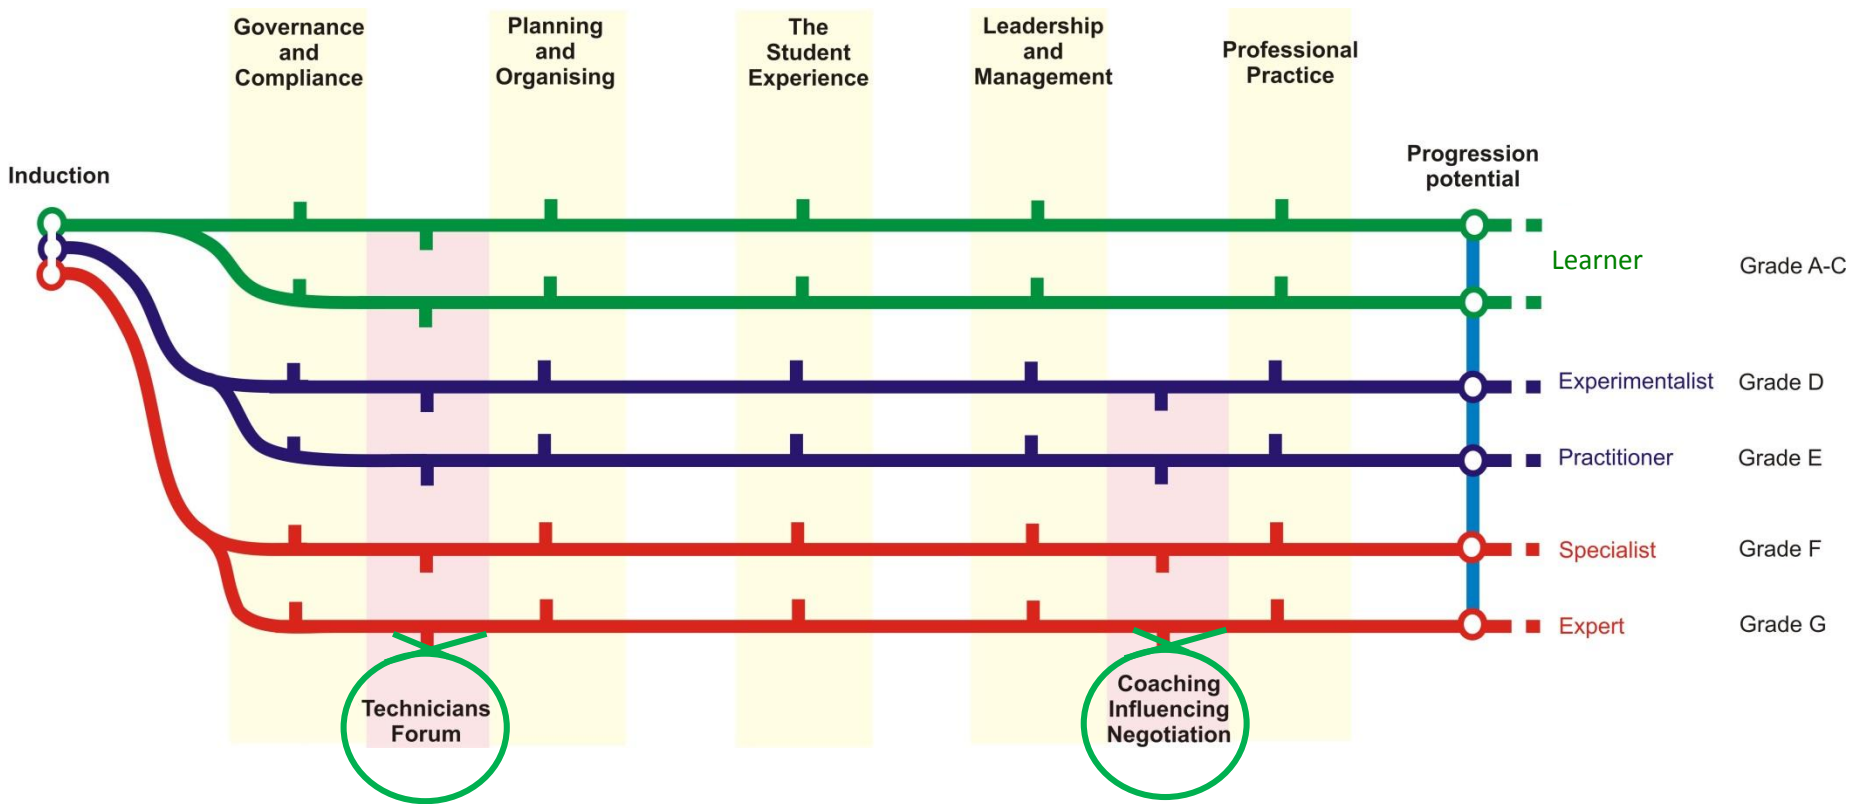 Governance
and
Compliance
Planning
and
Organising
The
Student
Experience
Leadership
and
Management
Professional
Practice
Induction
Progression
potential
Learner
Grade A-C
Experimentalist
Grade D
Practitioner
Grade E
Specialist
Grade F
Expert
Grade G
Technicians
Forum
Coaching
Influencing
Negotiation